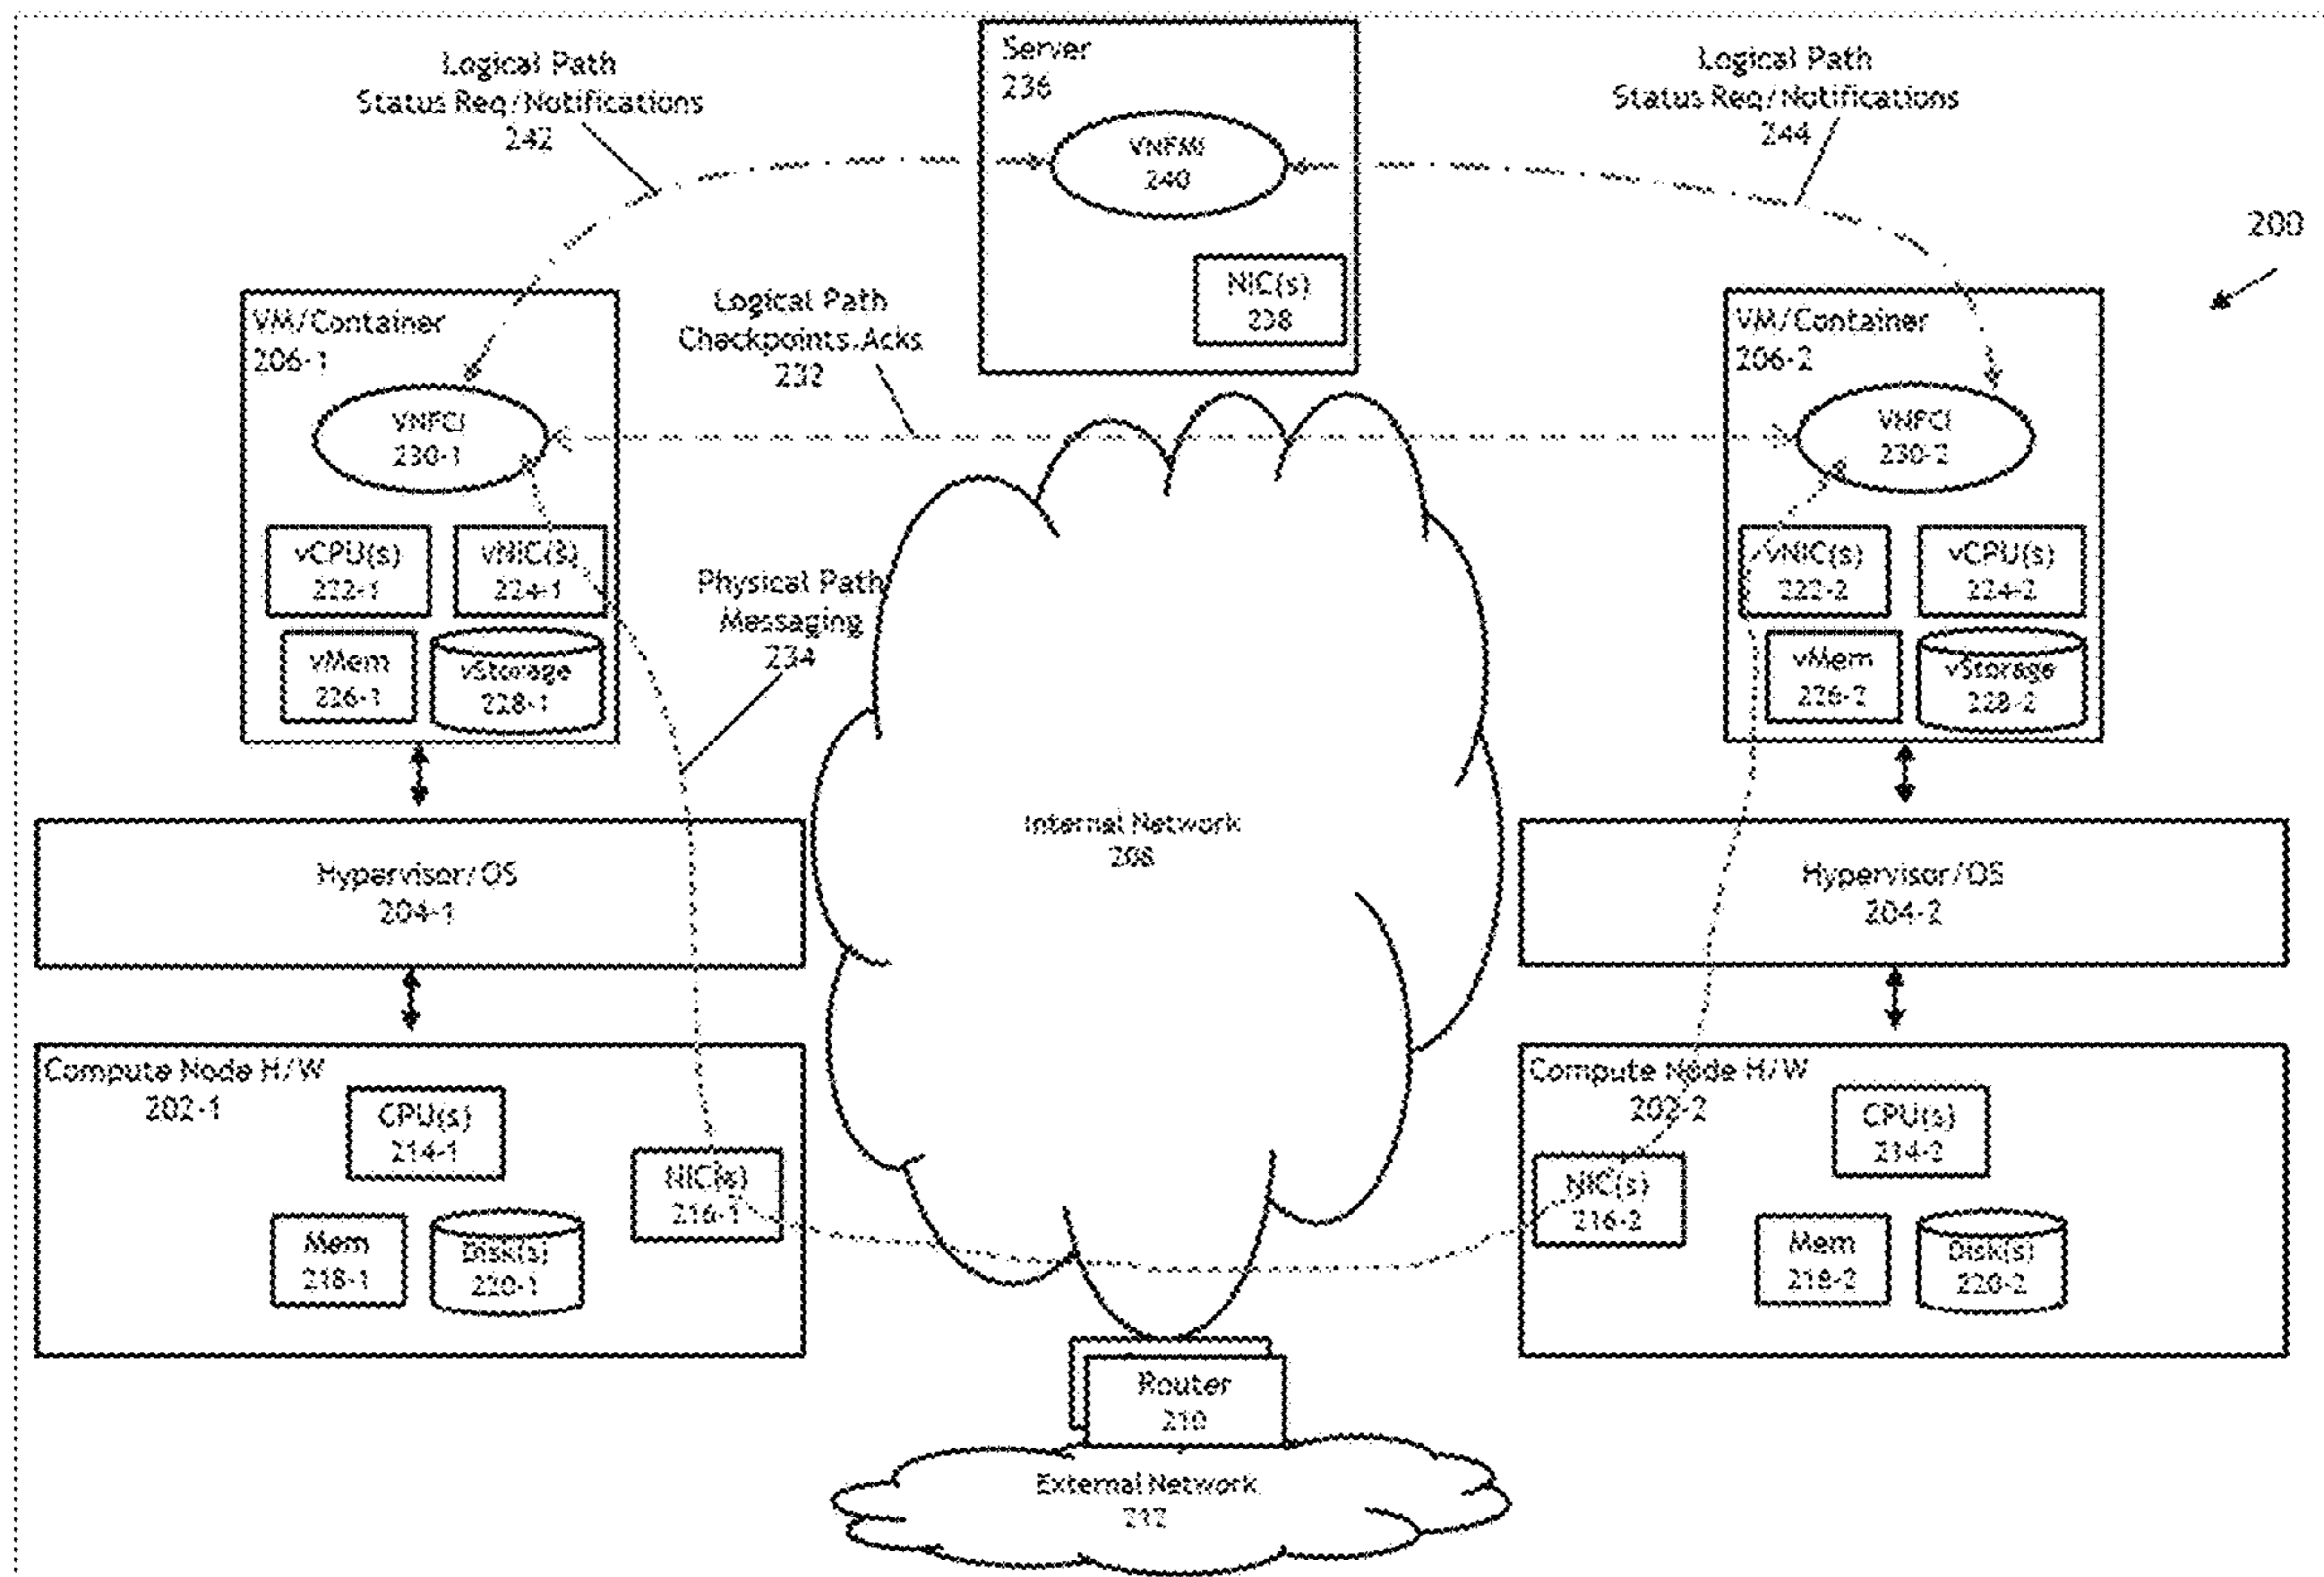 Logical Path
Status Req/Notifications
242
Server
236
VNFMI
240
NIC(s)
238
Logical Path
Status Req/Notifications
244
200
VM/Container
206-1
VNFCI
230-1
vCPU(s)
222-1
vNIC(s)
224-1
vMem
226-1
vStorage
228-1
Logical Path
Checkpoints.Acks
232
Physical Path
Messaging
234
VM/Container
206-2
VNFCI
230-2
vNIC(s)
222-2
vCPU(s)
224-2
vMem
226-2
vStorage
228-2
Internal Network
208
Hypervisor/OS
204-1
Hypervisor/OS
204-2
Compute Node H/W
202-1
CPU(s)
214-1
NIC(s)
216-1
Mem
218-1
Disk(s)
220-1
Compute Node H/W
202-2
CPU(s)
214-2
NIC(s)
216-2
Mem
218-2
Disk(s)
220-2
Router
210
External Network
212